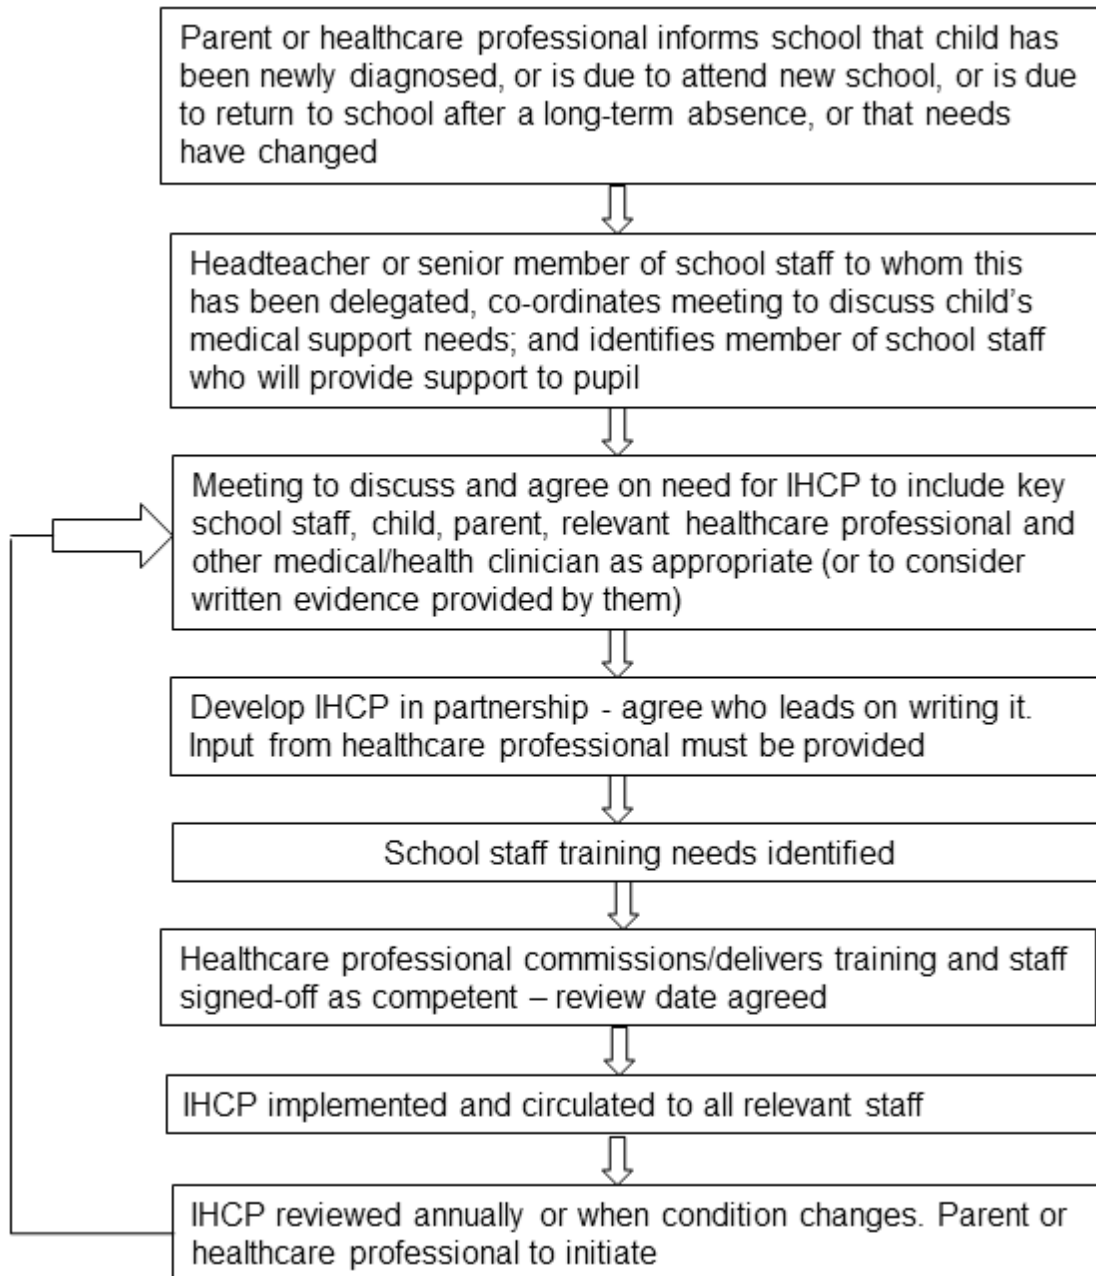 Parent or healthcare professional informs school that child has
been newly diagnosed, or is due to attend new school, or is due
to return to school after a long-term absence, or that needs
have changed
Headteacher or senior member of school staff to whom this
has been delegated, co-ordinates meeting to discuss child's
medical support needs; and identifies member of school staff
who will provide support to pupil
Meeting to discuss and agree on need for IHCP to include key
school staff, child, parent, relevant healthcare professional and
other medical/health clinician as appropriate (or to consider
written evidence provided by them)
Develop IHCP in partnership - agree who leads on writing it.
Input from healthcare professional must be provided
School staff training needs identified
Healthcare professional commissions/delivers training and staff
signed-off as competent – review date agreed
IHCP implemented and circulated to all relevant staff
IHCP reviewed annually or when condition changes. Parent or
healthcare professional to initiate